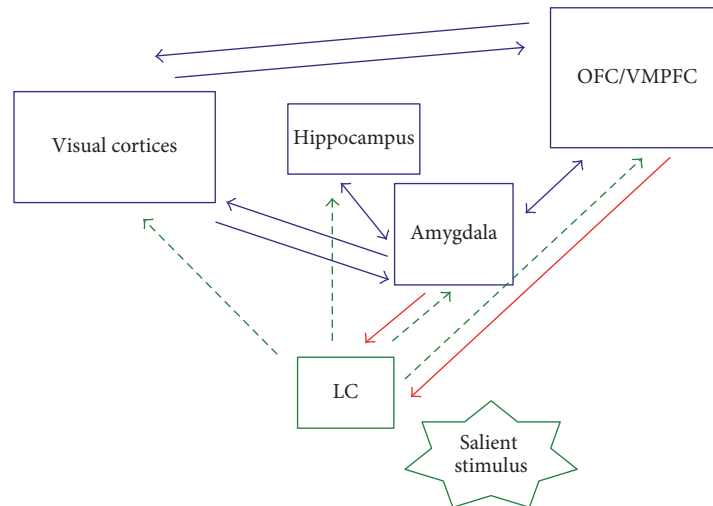 OFC/VMPFC
Visual cortices
Hippocampus
Amygdala
LC
Salient
stimulus